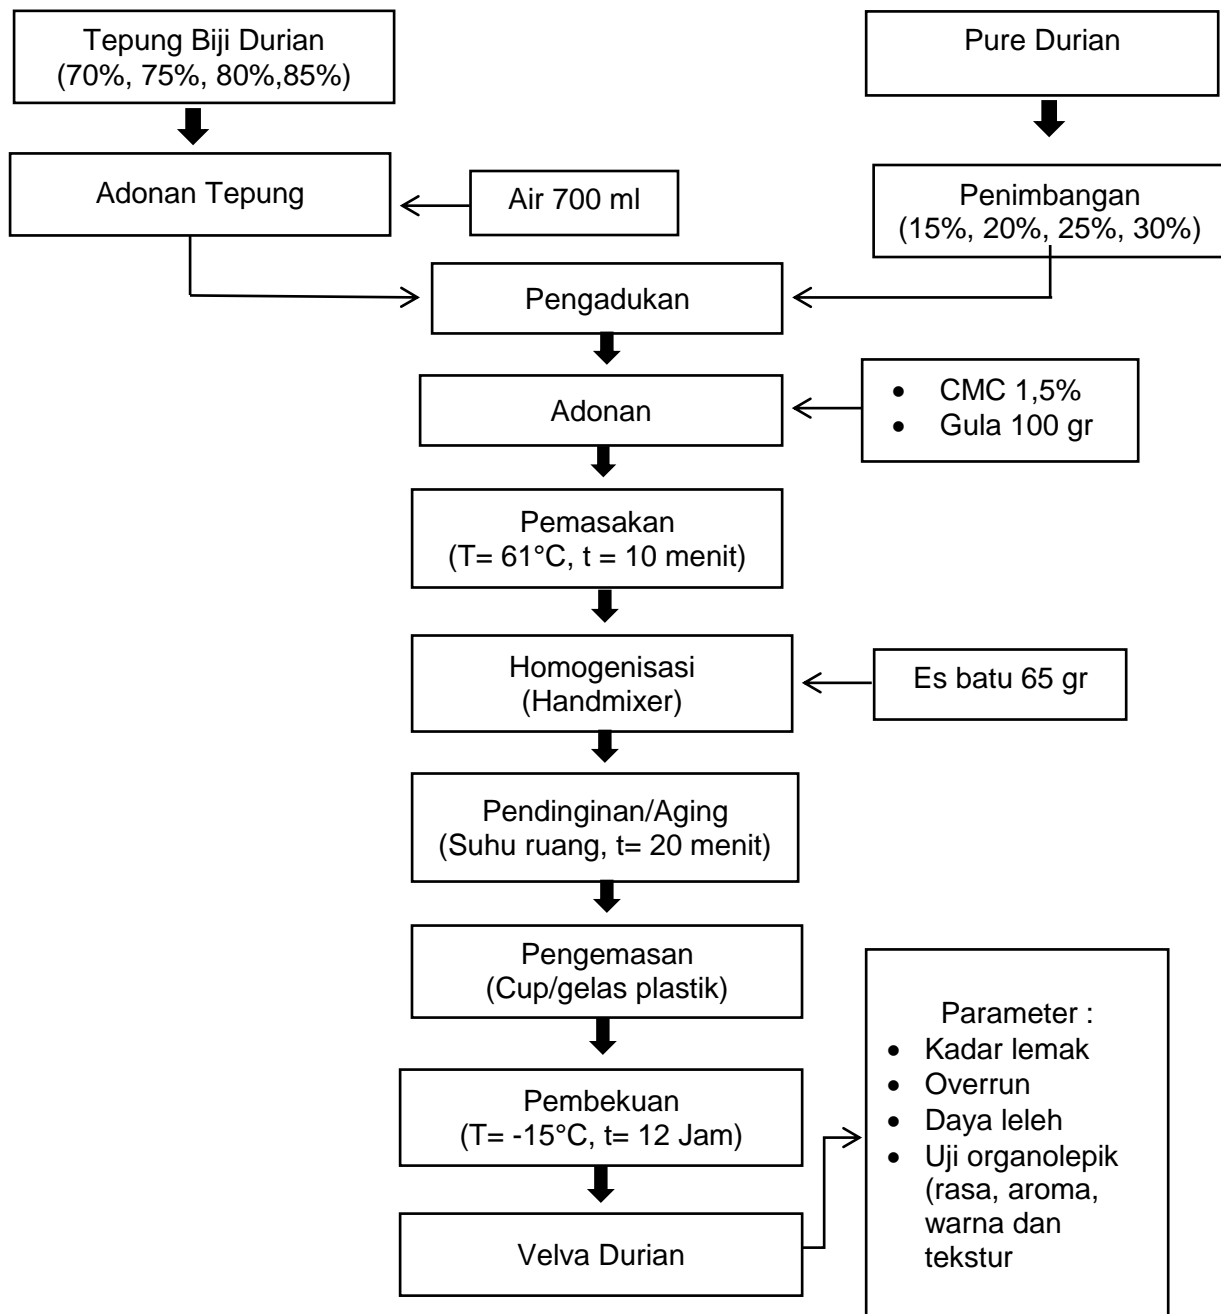 Tepung Biji Durian
(70%, 75%, 80%,85%)
Pure Durian
Adonan Tepung
Air 700 ml
Penimbangan
(15%, 20%, 25%, 30%)
Pengadukan
Adonan
• CMC 1,5%
• Gula 100 gr
Pemasakan
(T= 61°C, t = 10 menit)
Homogenisasi
(Handmixer)
Es batu 65 gr
Pendinginan/Aging
(Suhu ruang, t= 20 menit)
Pengemasan
(Cup/gelas plastik)
Pembekuan
(T= -15°C, t= 12 Jam)
Velva Durian
Parameter :
• Kadar lemak
• Overrun
• Daya leleh
• Uji organolepik
(rasa, aroma,
warna dan
tekstur